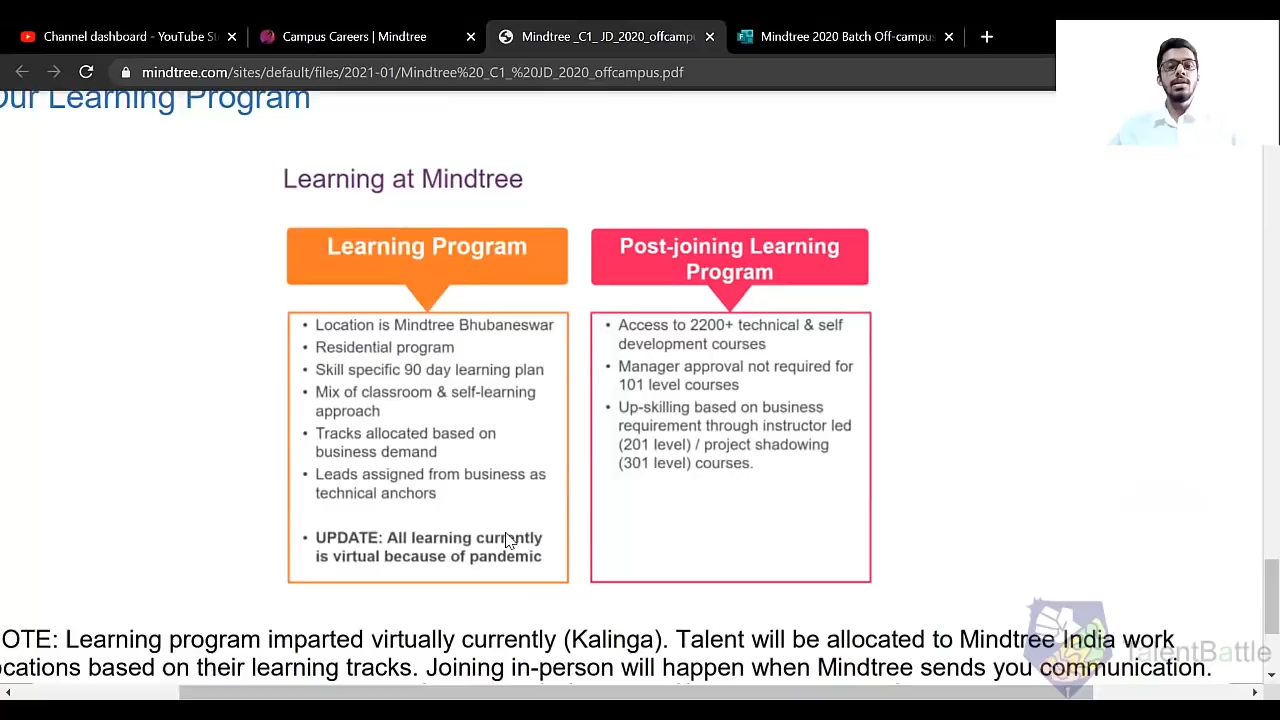 Channel dashboard - YouTube St
Campus Careers | Mindtree
Mindtree _C1_ JD_2020_offcamp
Mindtree 2020 Batch Off-campus
mindtree.com/sites/default/files/2021-01/Mindtree%20_C1_%20JD_2020_offcampus.pdf
Our Learning Program
Learning at Mindtree
Learning Program
• Location is Mindtree Bhubaneswar
• Residential program
• Skill specific 90 day learning plan
• Mix of classroom & self-learning
approach
• Tracks allocated based on
business demand
• Leads assigned from business as
technical anchors
• UPDATE: All learning currently
is virtual because of pandemic
Post-joining Learning
Program
• Access to 2200+ technical & self
development courses
• Manager approval not required for
101 level courses
• Up-skilling based on business
requirement through instructor led
(201 level) / project shadowing
(301 level) courses.
OTE: Learning program imparted virtually currently (Kalinga). Talent will be allocated to Mindtree India work
ocations based on their learning tracks. Joining in-person will happen when Mindtree sends you communication.
TalentBattle